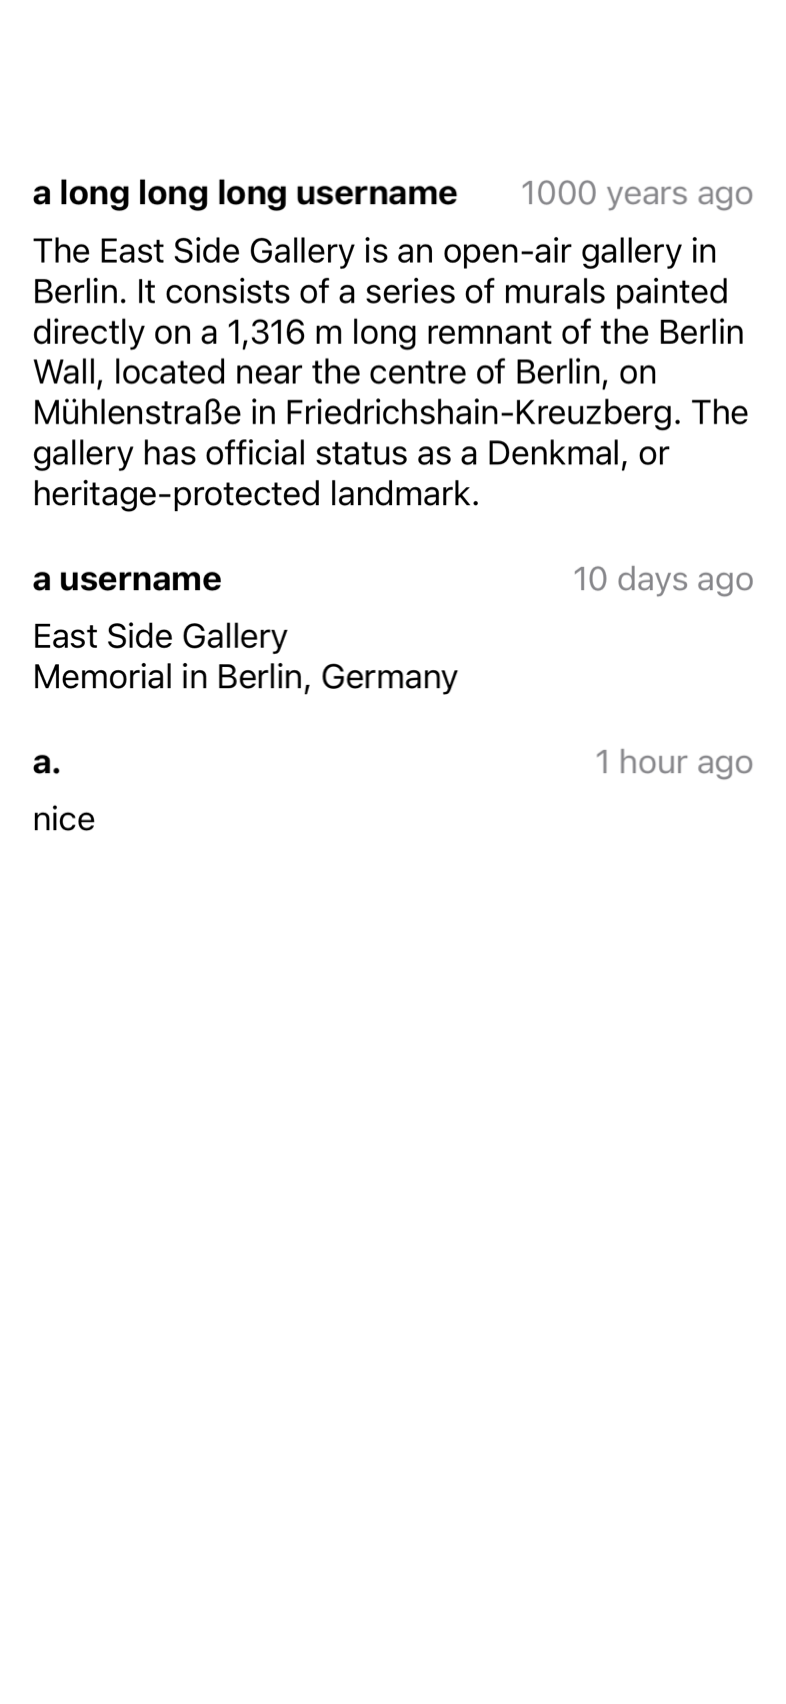 a long long long username 1000 years ago
The East Side Gallery is an open-air gallery in
Berlin. It consists of a series of murals painted
directly on a 1,316 m long remnant of the Berlin
Wall, located near the centre of Berlin, on
Mühlenstraße in Friedrichshain-Kreuzberg. The
gallery has official status as a Denkmal, or
heritage-protected landmark.
a username 10 days ago
East Side Gallery
Memorial in Berlin, Germany
a. 1 hour ago
nice